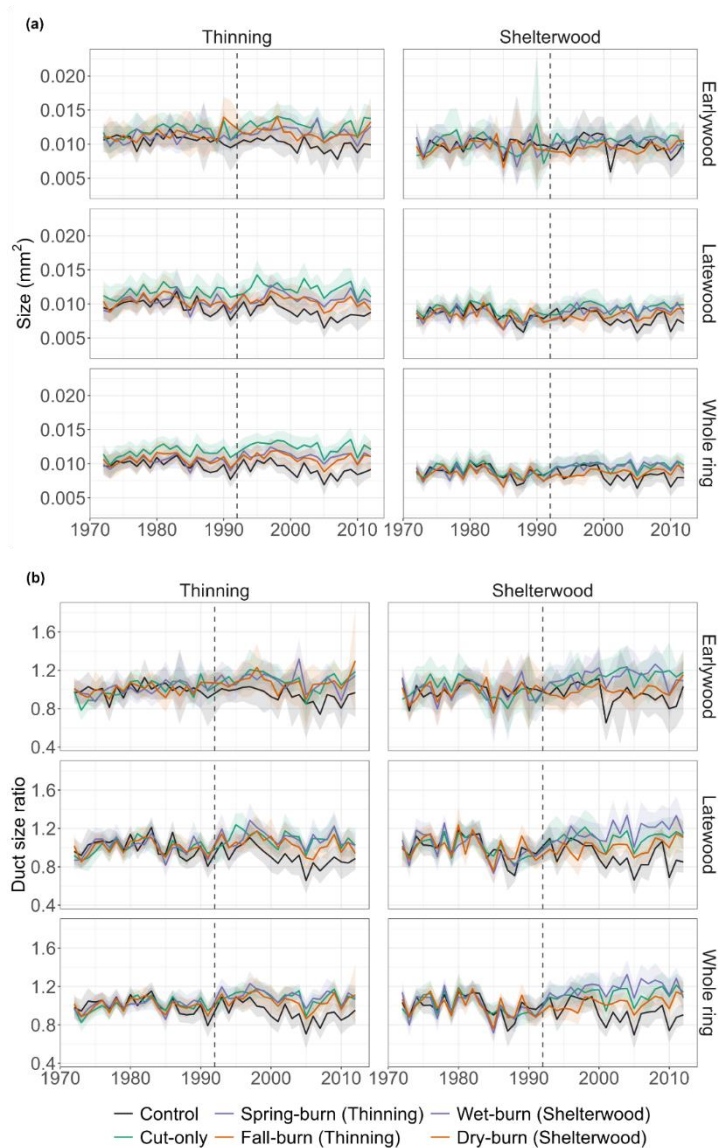 (a)
Thinning Shelterwood
0.020
0.015
0.010
0.005
Earlywood
0.020
0.015
0.010
0.005
Latewood
0.020
0.015
0.010
0.005
Whole ring
Size (mm²)
1970 1980 1990 2000 2010 1970 1980 1990 2000 2010
(b)
Thinning Shelterwood
1.6
1.2
0.8
0.4
Earlywood
1.6
1.2
0.8
0.4
Latewood
1.6
1.2
0.8
0.4
Whole ring
Duct size ratio
1970 1980 1990 2000 2010 1970 1980 1990 2000 2010
Control Spring-burn (Thinning) Wet-burn (Shelterwood)
Cut-only Fall-burn (Thinning) Dry-burn (Shelterwood)